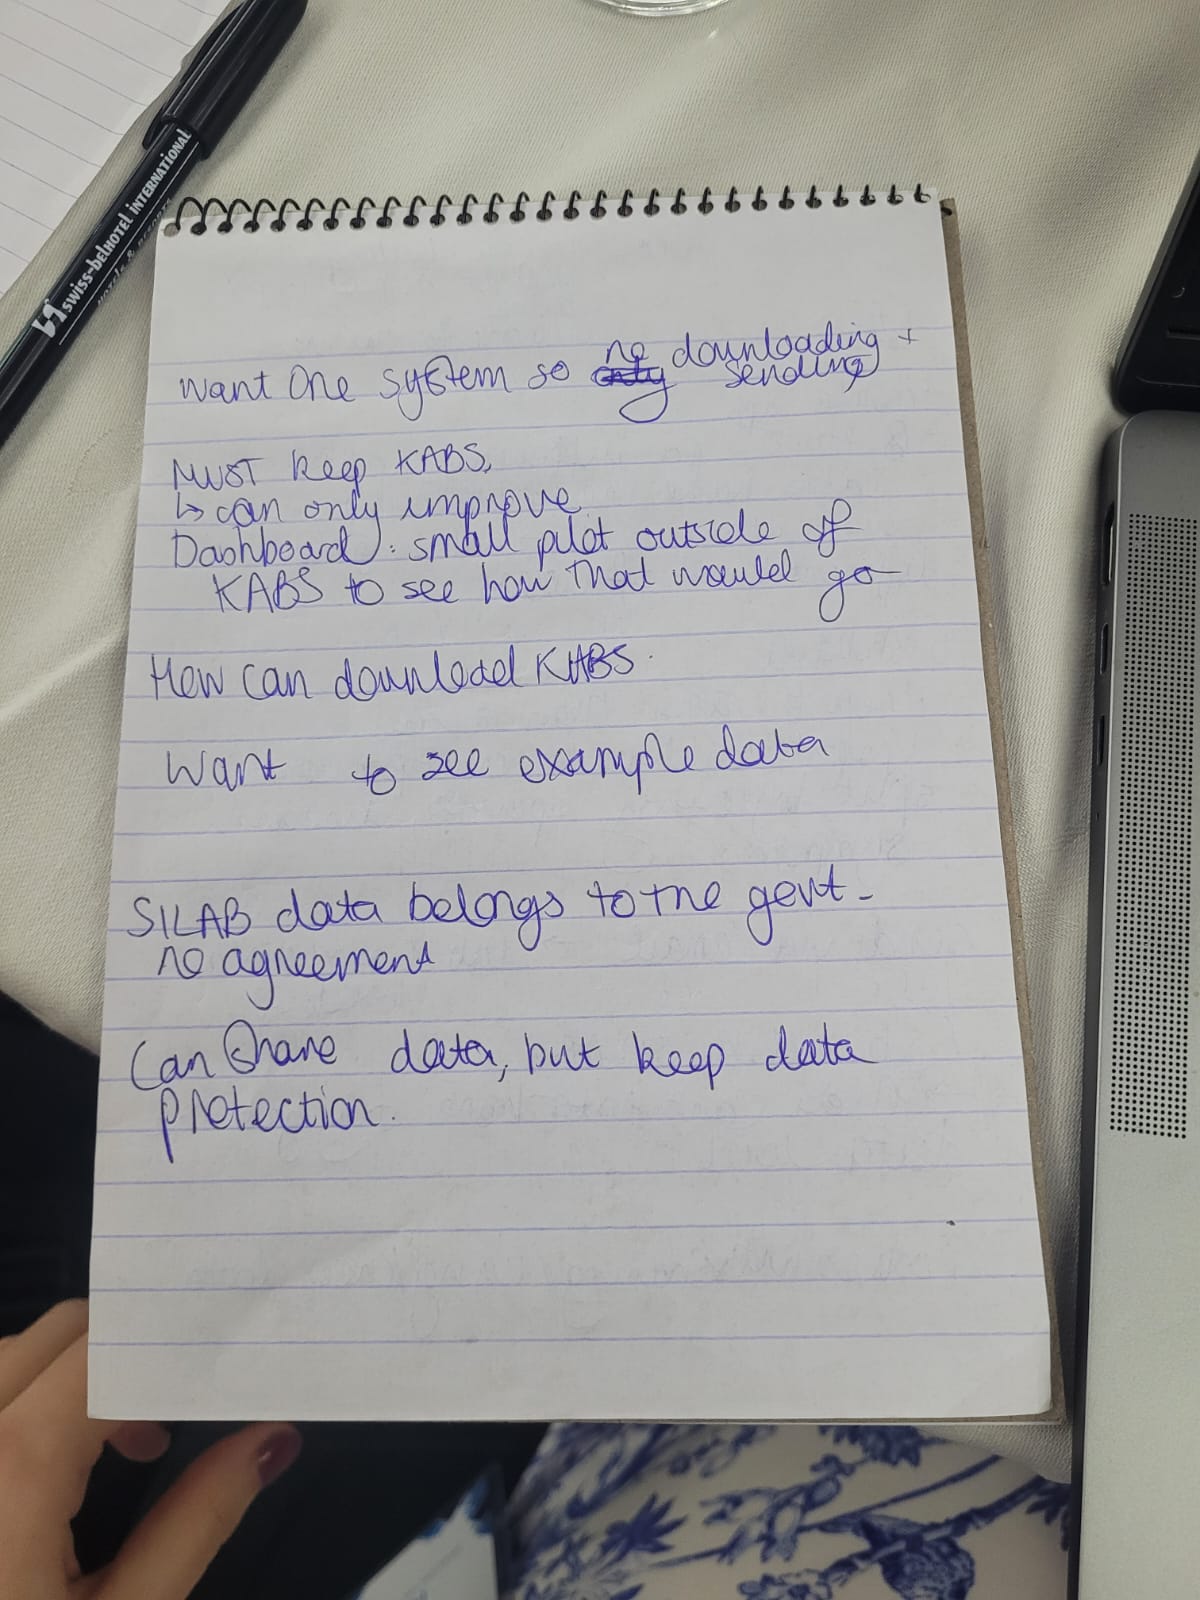 swiss-belhotel INTERNATIONAL
want One system so no downloading +
sending
MUST keep KABS,
↳ can only improve
Dashboard: small pilot outside of
KABS to see how that would go
How can download KABS.
Want to see example data
SILAB data belongs to the govt -
no agreement
Can share data, but keep data
protection.